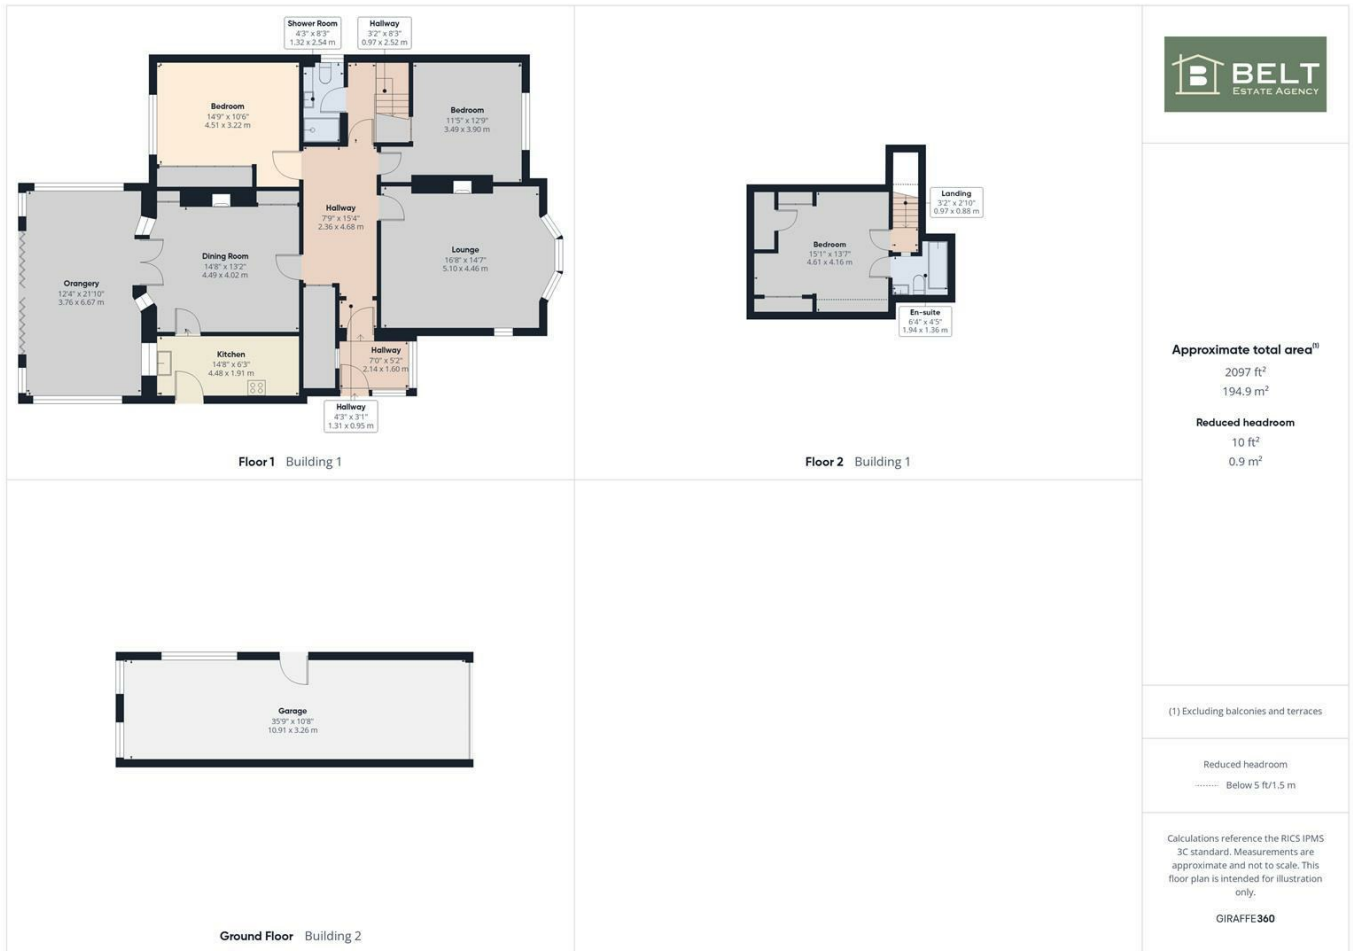 Shower Room
4'3" x 8'3"
1.32 x 2.54 m
Hallway
3'2" x 8'3"
0.97 x 2.52 m
Bedroom
14'9" x 10'6"
4.51 x 3.22 m
Bedroom
11'5" x 12'9"
3.49 x 3.90 m
Hallway
7'9" x 15'4"
2.36 x 4.68 m
Lounge
16'8" x 14'7"
5.10 x 4.46 m
Dining Room
14'8" x 13'2"
4.49 x 4.02 m
Orangery
12'4" x 21'10"
3.76 x 6.67 m
Kitchen
14'8" x 6'3"
4.48 x 1.91 m
Hallway
7'0" x 5'2"
2.14 x 1.60 m
Hallway
4'3" x 3'1"
1.31 x 0.95 m
Floor 1 Building 1
Landing
3'2" x 2'10"
0.97 x 0.88 m
Bedroom
15'1" x 13'7"
4.61 x 4.16 m
En-suite
6'4" x 4'5"
1.94 x 1.36 m
Floor 2 Building 1
Garage
35'9" x 10'8"
10.91 x 3.26 m
Ground Floor Building 2
B BELT
ESTATE AGENCY
Approximate total area(1)
2097 ft²
194.9 m²
Reduced headroom
10 ft²
0.9 m²
(1) Excluding balconies and terraces
Reduced headroom
Below 5 ft/1.5 m
Calculations reference the RICS IPMS
3C standard. Measurements are
approximate and not to scale. This
floor plan is intended for illustration
only.
GIRAFFE360